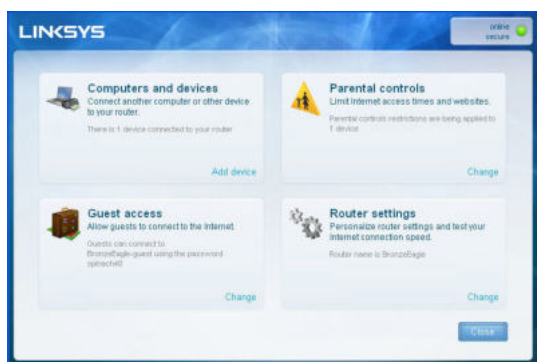 LINKSYS
online
secure
Computers and devices
Connect another computer or other device
to your router.
There is 1 device connected to your router
Add device
Parental controls
Limit Internet access times and websites.
Parental controls restrictions are being applied to
1 device
Change
Guest access
Allow guests to connect to the Internet.
Guests can connect to
BronzeEagle-guest using the password
spinach40
Change
Router settings
Personalize router settings and test your
Internet connection speed.
Router name is BronzeEagle
Change
Close